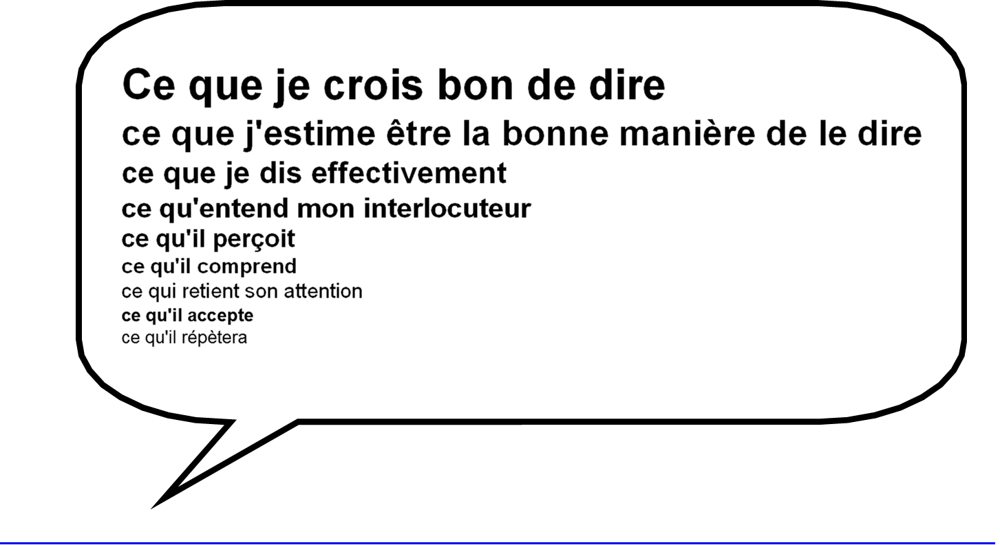 Ce que je crois bon de dire
ce que j'estime être la bonne manière de le dire
ce que je dis effectivement
ce qu'entend mon interlocuteur
ce qu'il perçoit
ce qu'il comprend
ce qui retient son attention
ce qu'il accepte
ce qu'il répètera